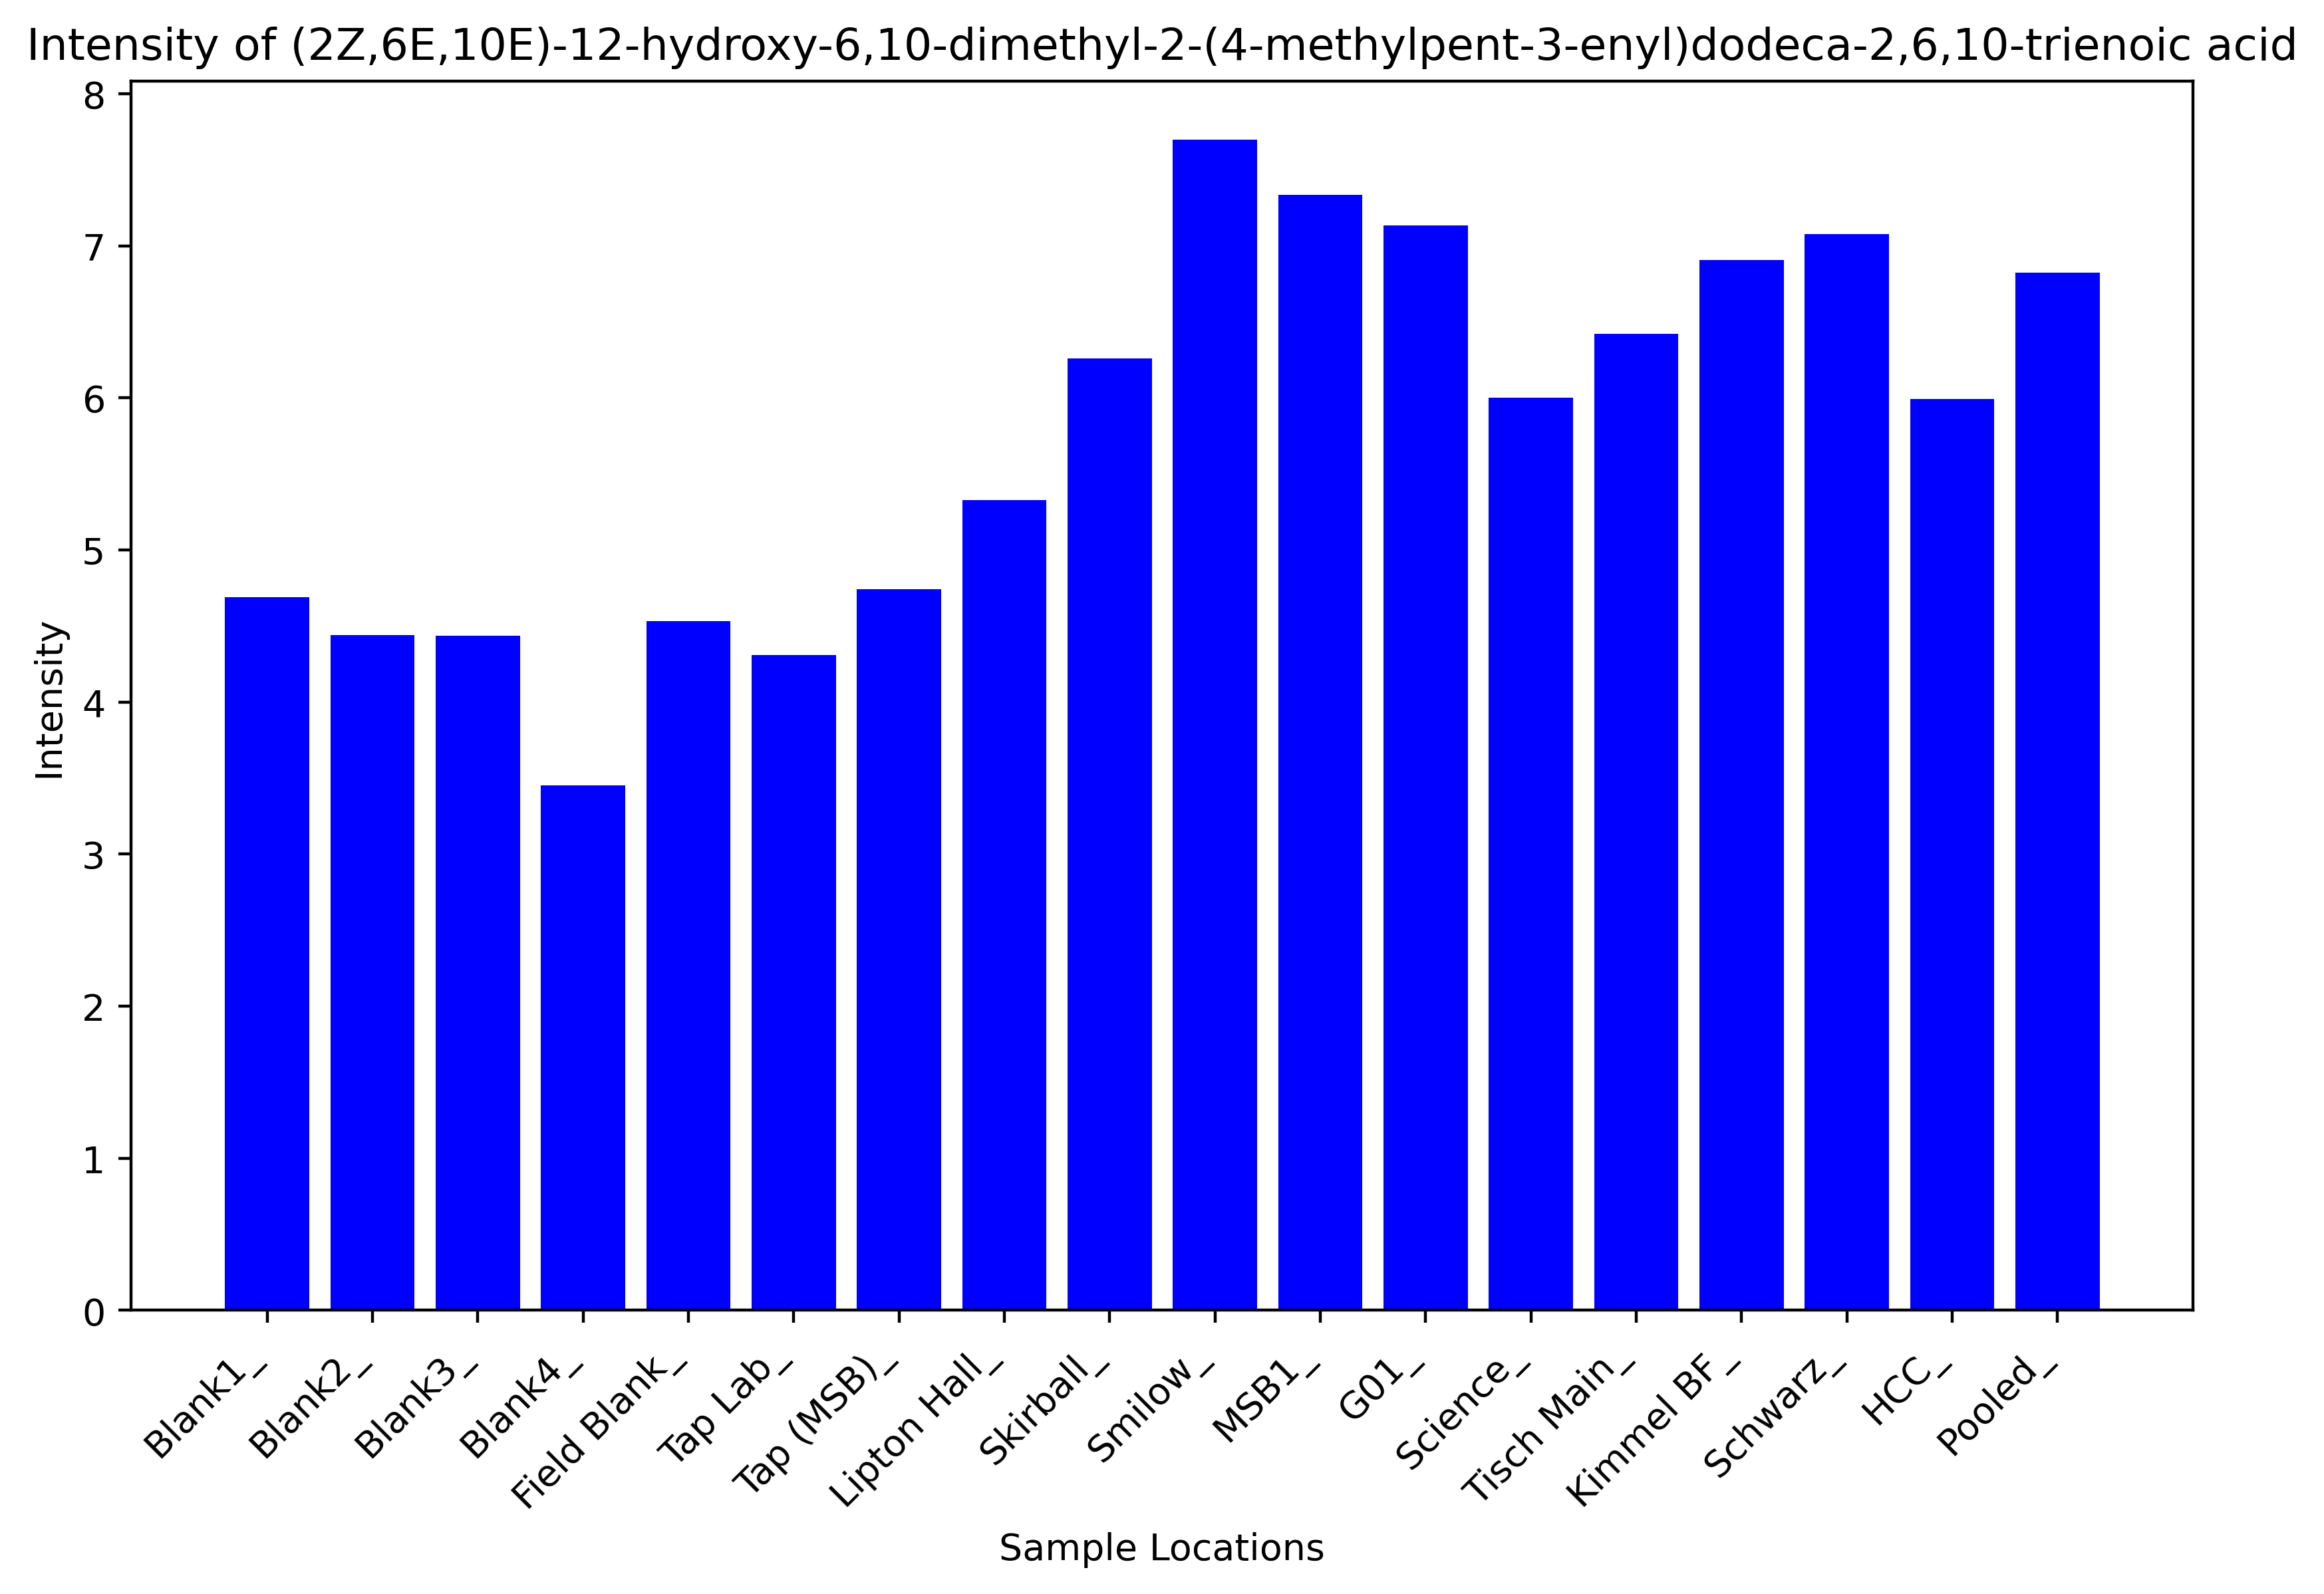 Intensity of (2Z,6E,10E)-12-hydroxy-6,10-dimethyl-2-(4-methylpent-3-enyl)dodeca-2,6,10-trienoic acid
8
7
6
5
4
3
2
1
0
Intensity
Blank1_
Blank2_
Blank3_
Blank4_
Field Blank_
Tap Lab_
Tap (MSB)_
Lipton Hall_
Skirball_
Smilow_
MSB1_
G01_
Science_
Tisch Main_
Kimmel BF_
Schwarz_
HCC_
Pooled_
Sample Locations